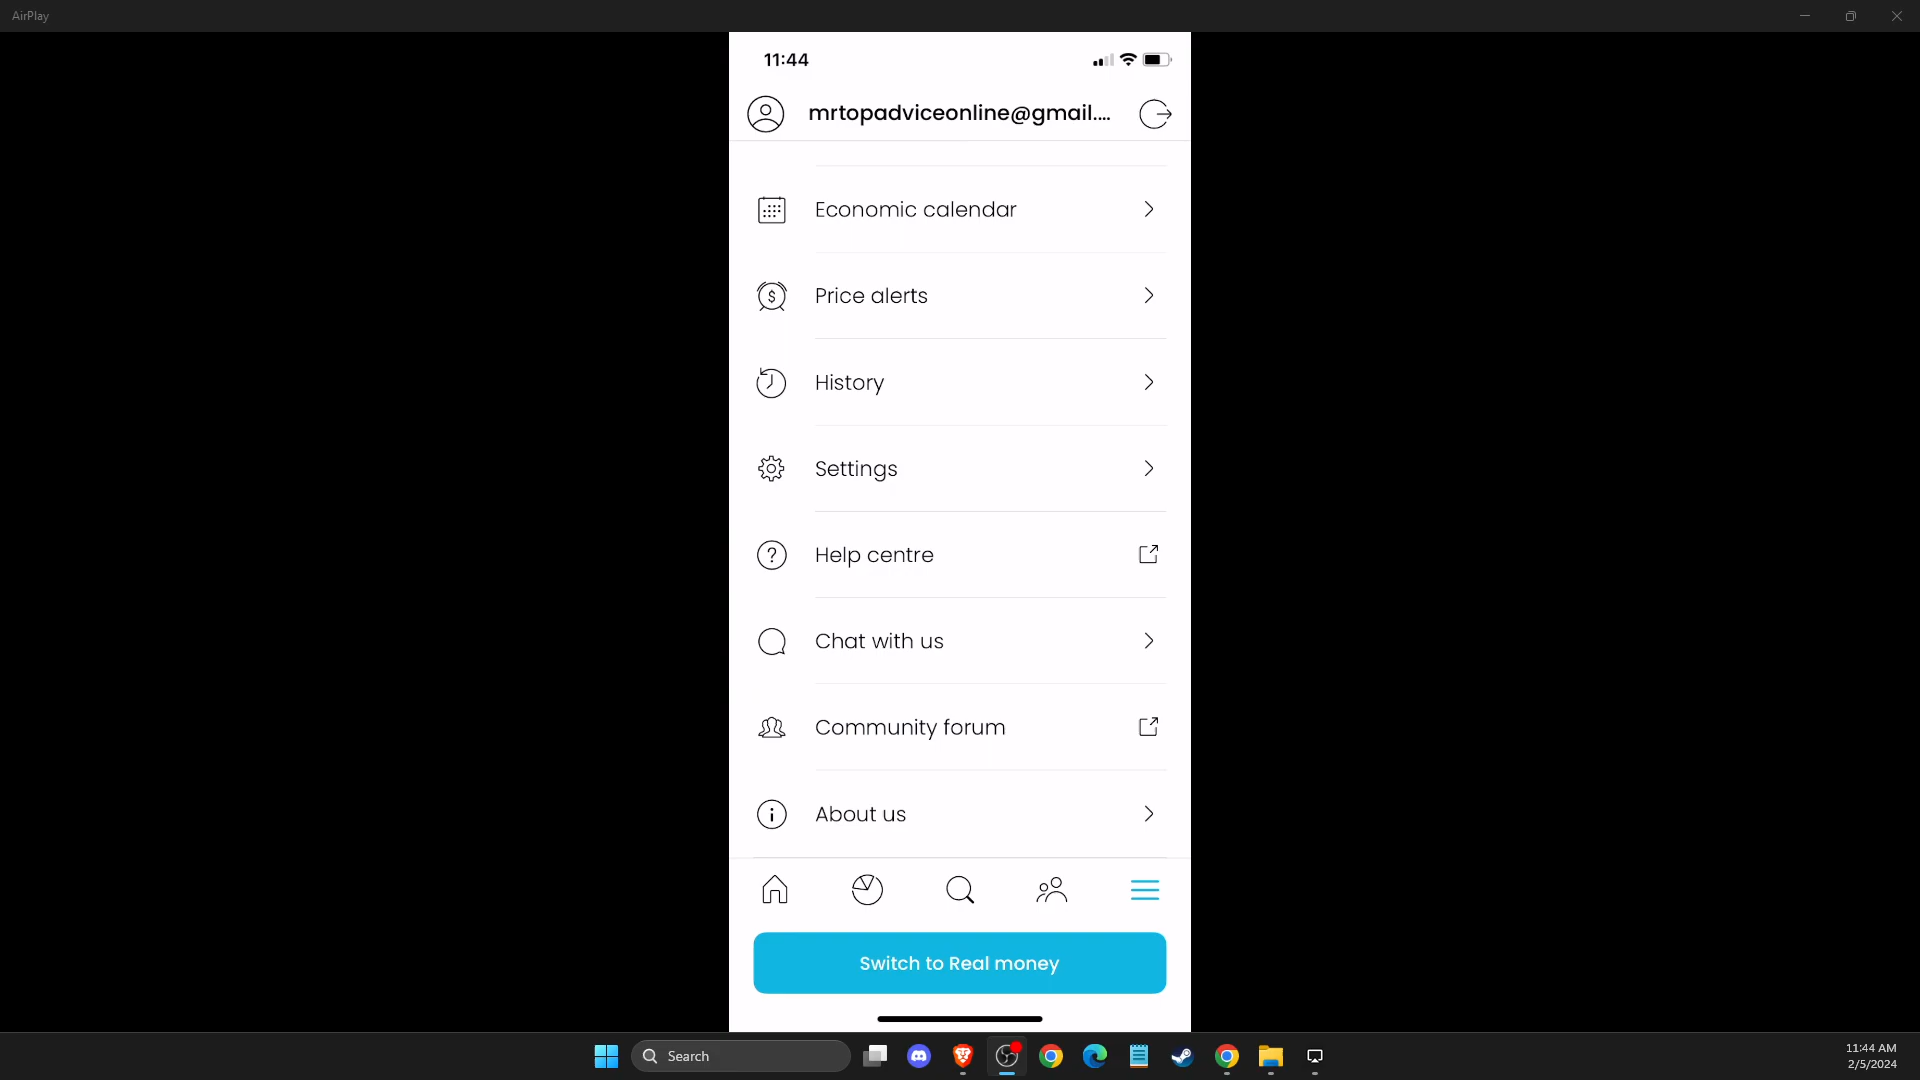 AirPlay
11:44
mrtopadviceonline@gmail....
Economic calendar
Price alerts
History
Settings
Help centre
Chat with us
Community forum
About us
Switch to Real money
Search
11:44 AM
2/5/2024